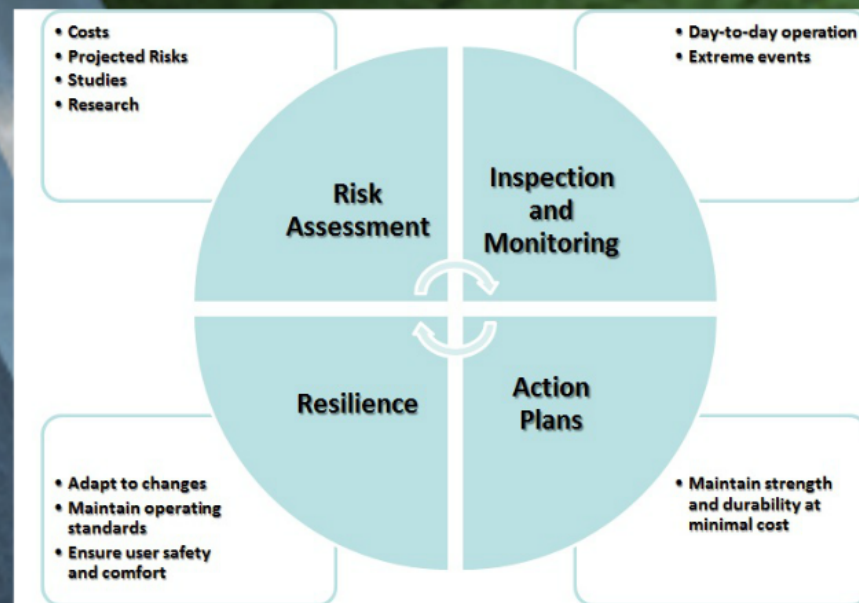 • Costs
• Projected Risks
• Studies
• Research
• Day-to-day operation
• Extreme events
Risk
Assessment
Inspection
and
Monitoring
Resilience
Action
Plans
• Adapt to changes
• Maintain operating
standards
• Ensure user safety
and comfort
• Maintain strength
and durability at
minimal cost